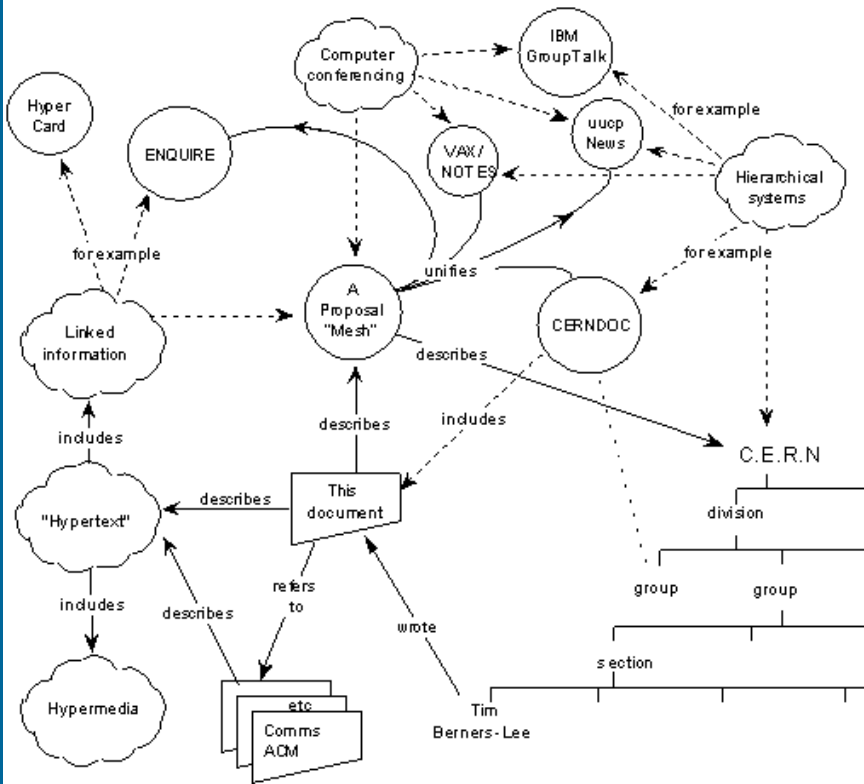 IBM
GroupTalk
Computer
conferencing
Hyper
Card
for example
uucp
News
ENQUIRE
VAX/
NOTES
Hierarchical
systems
for example
unifies
for example
A
Proposal
"Mesh"
CERNDOC
Linked
information
describes
includes
describes
includes
C.E.R.N
This
document
describes
"Hypertext"
division
refers
to
group
group
includes
describes
wrote
section
Hypermedia
etc
Tim
Berners-Lee
Comms
ACM